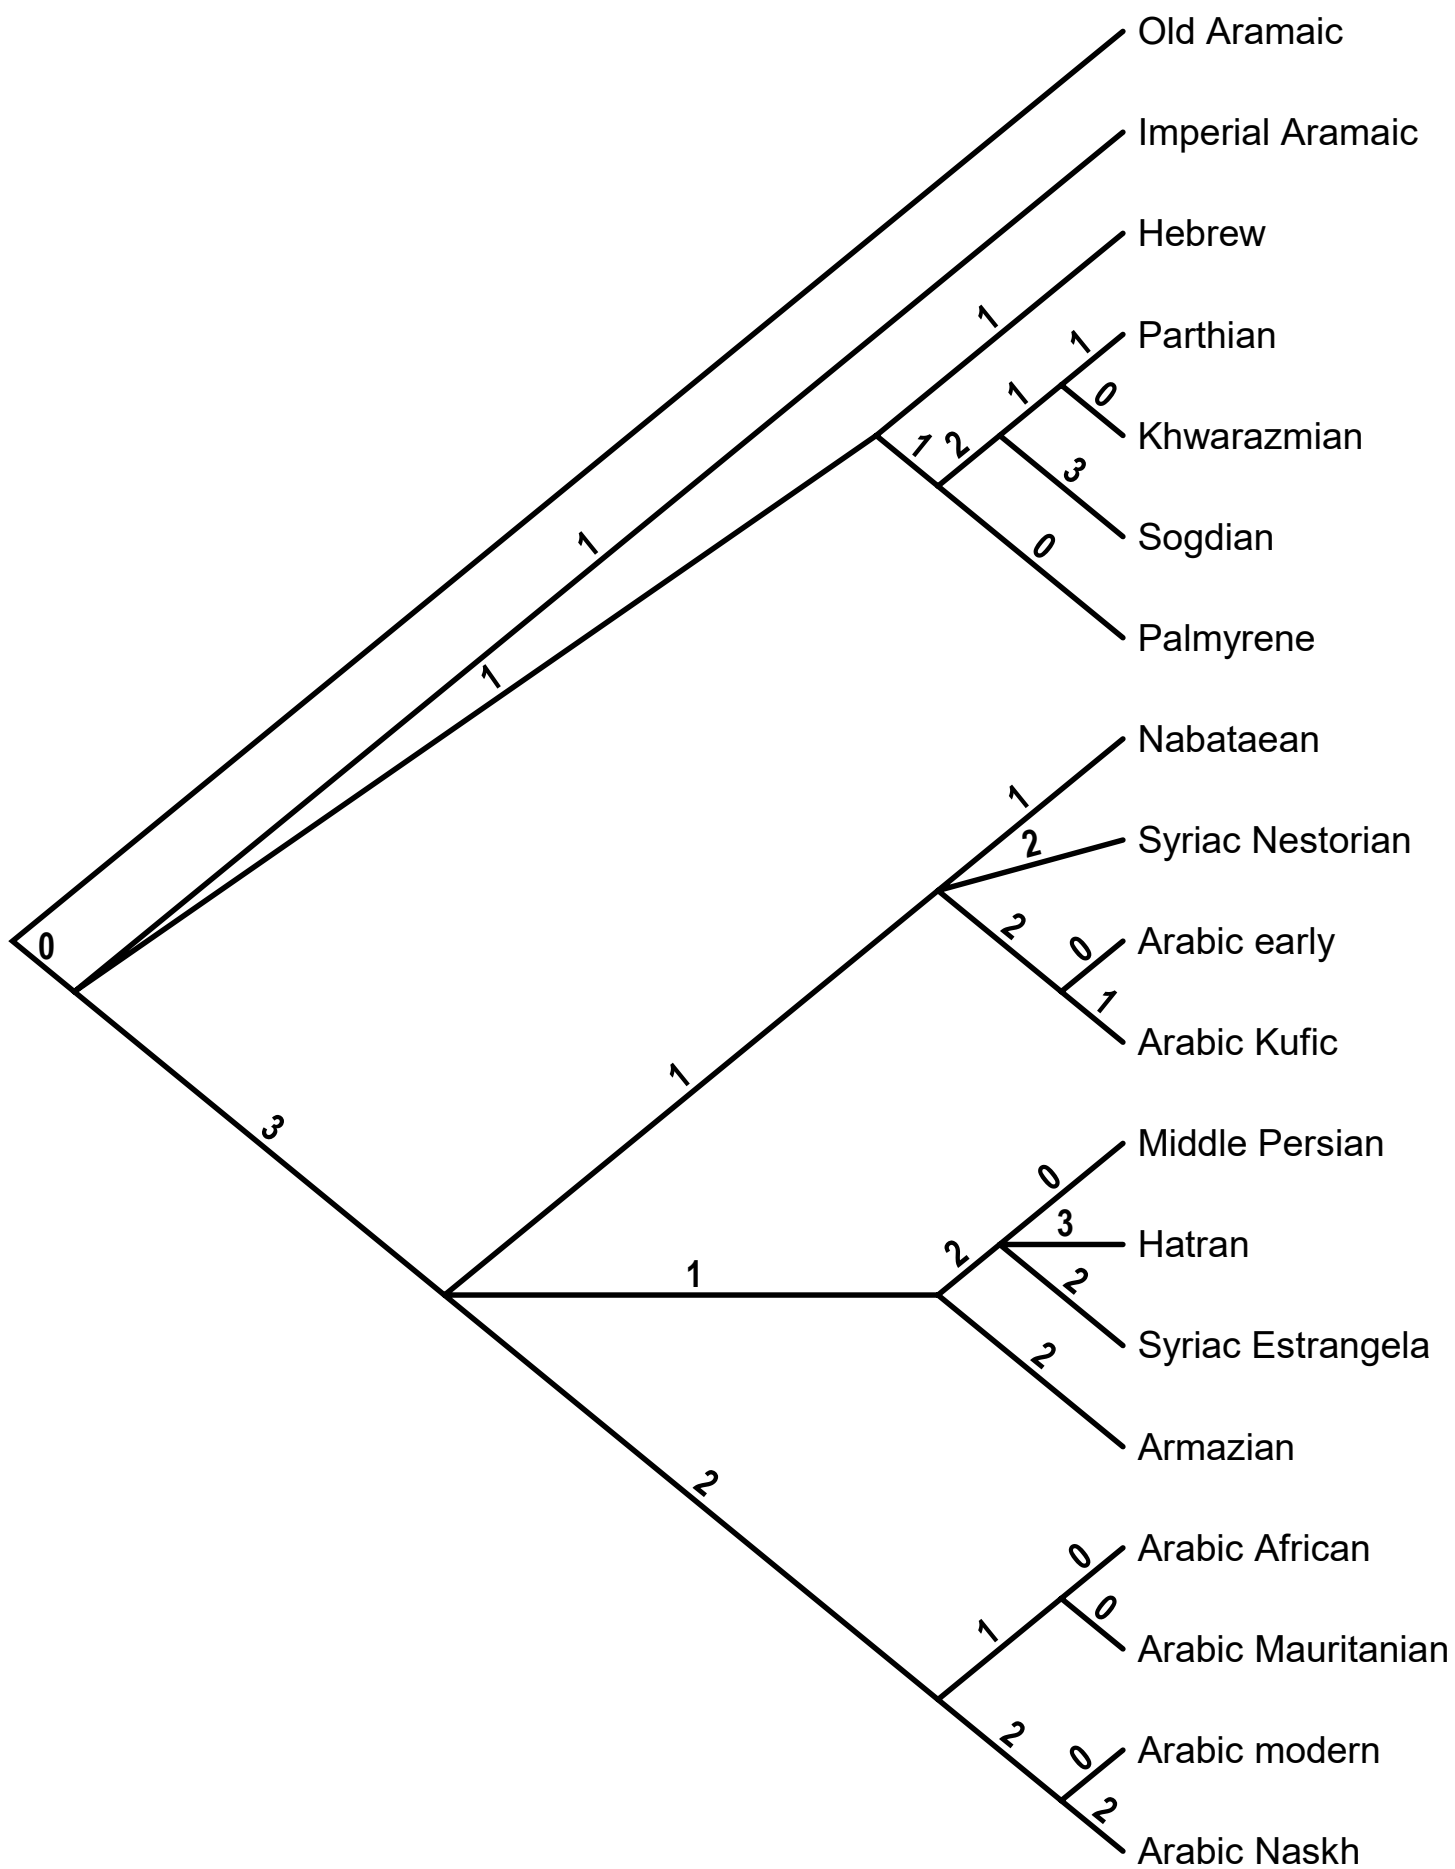 Old Aramaic
Imperial Aramaic
Hebrew
1
Parthian
1
1
0
Khwarazmian
1
2
3
Sogdian
1
0
Palmyrene
1
Nabataean
1
2
Syriac Nestorian
2
0
Arabic early
0
1
Arabic Kufic
1
3
Middle Persian
0
3
Hatran
2
1
2
Syriac Estrangela
2
Armazian
2
0
Arabic African
0
1
Arabic Mauritanian
2
0
Arabic modern
2
Arabic Naskh